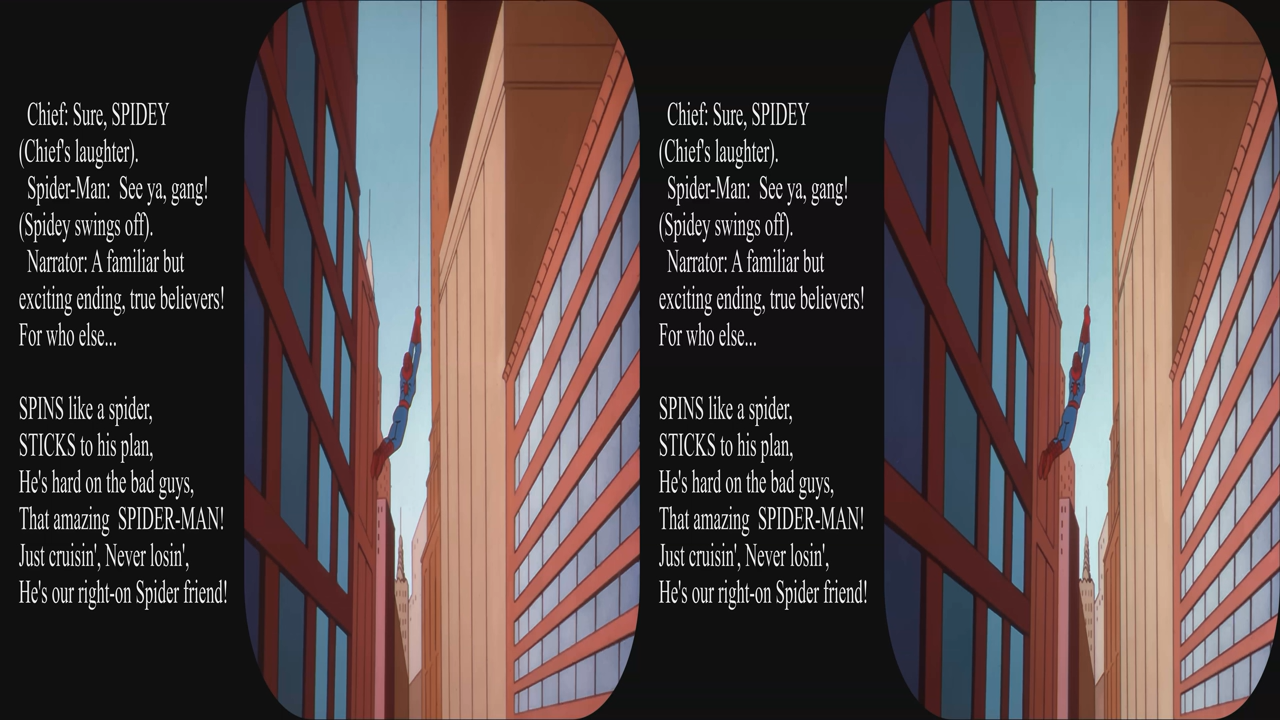 Chief: Sure, SPIDEY
(Chief's laughter).
Spider-Man:  See ya, gang!
(Spidey swings off).
Narrator: A familiar but
exciting ending, true believers!
For who else...
SPINS like a spider,
STICKS to his plan,
He's hard on the bad guys,
That amazing  SPIDER-MAN!
Just cruisin', Never losin',
He's our right-on Spider friend!
Chief: Sure, SPIDEY
(Chief's laughter).
Spider-Man:  See ya, gang!
(Spidey swings off).
Narrator: A familiar but
exciting ending, true believers!
For who else...
SPINS like a spider,
STICKS to his plan,
He's hard on the bad guys,
That amazing  SPIDER-MAN!
Just cruisin', Never losin',
He's our right-on Spider friend!